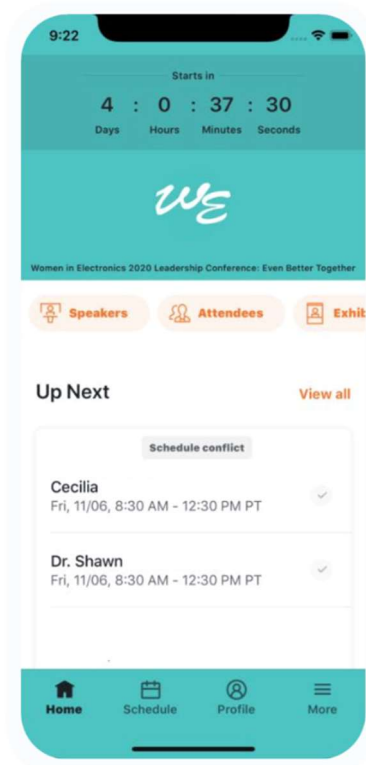 9:22
Starts in
4 : 0 : 37 : 30
Days Hours Minutes Seconds
WE
Women in Electronics 2020 Leadership Conference: Even Better Together
Speakers Attendees Exhib
Up Next View all
Schedule conflict
Cecilia
Fri, 11/06, 8:30 AM - 12:30 PM PT
Dr. Shawn
Fri, 11/06, 8:30 AM - 12:30 PM PT
Home Schedule Profile More